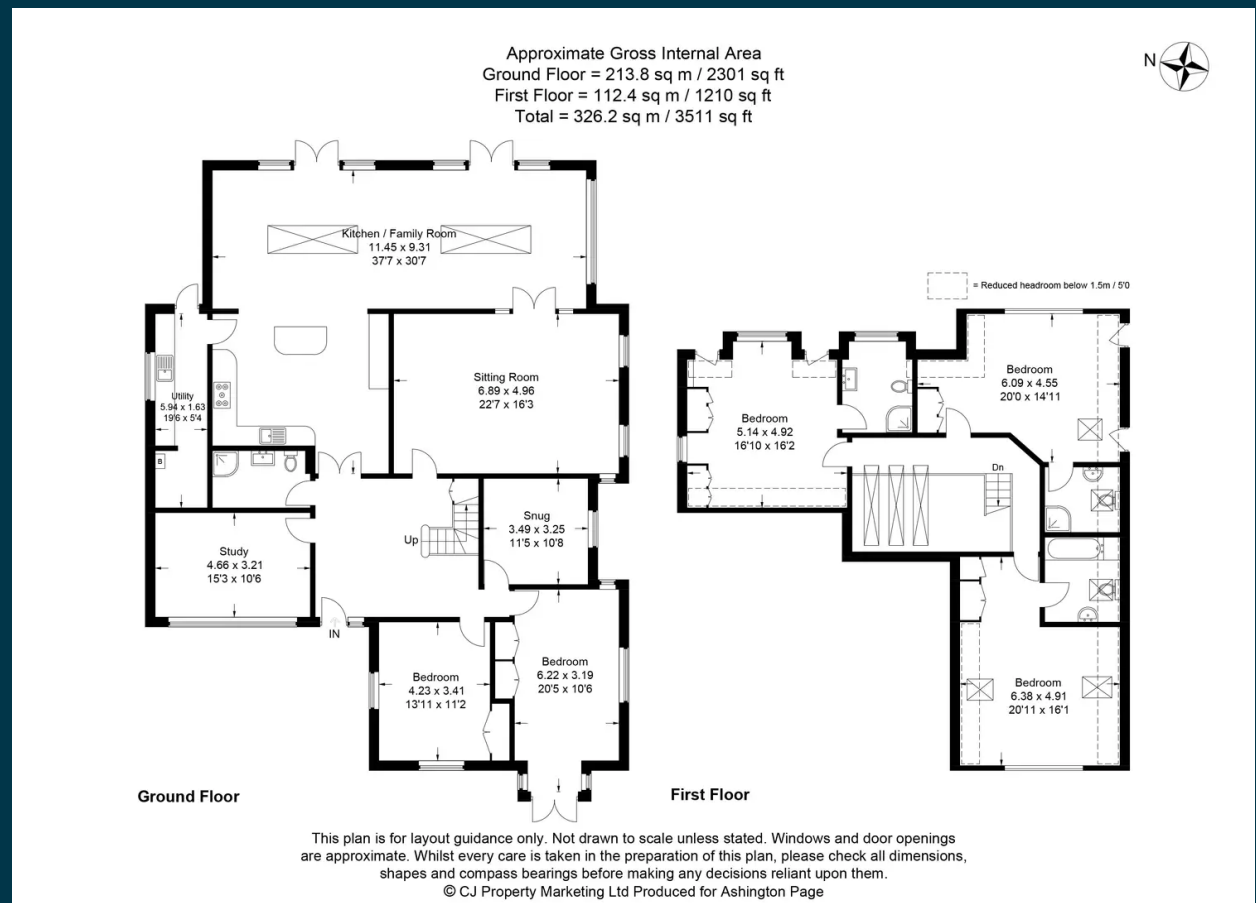 Approximate Gross Internal Area
Ground Floor = 213.8 sq m / 2301 sq ft
First Floor = 112.4 sq m / 1210 sq ft
Total = 326.2 sq m / 3511 sq ft
N
Kitchen / Family Room
11.45 x 9.31
37'7 x 30'7
Sitting Room
6.89 x 4.96
22'7 x 16'3
Utility
5.94 x 1.63
19'6 x 5'4
B
Study
4.66 x 3.21
15'3 x 10'6
Up
Snug
3.49 x 3.25
11'5 x 10'8
IN
Bedroom
4.23 x 3.41
13'11 x 11'2
Bedroom
6.22 x 3.19
20'5 x 10'6
Ground Floor
= Reduced headroom below 1.5m / 5'0
Bedroom
5.14 x 4.92
16'10 x 16'2
Bedroom
6.09 x 4.55
20'0 x 14'11
Dn
Bedroom
6.38 x 4.91
20'11 x 16'1
First Floor
This plan is for layout guidance only. Not drawn to scale unless stated. Windows and door openings
are approximate. Whilst every care is taken in the preparation of this plan, please check all dimensions,
shapes and compass bearings before making any decisions reliant upon them.
© CJ Property Marketing Ltd Produced for Ashington Page